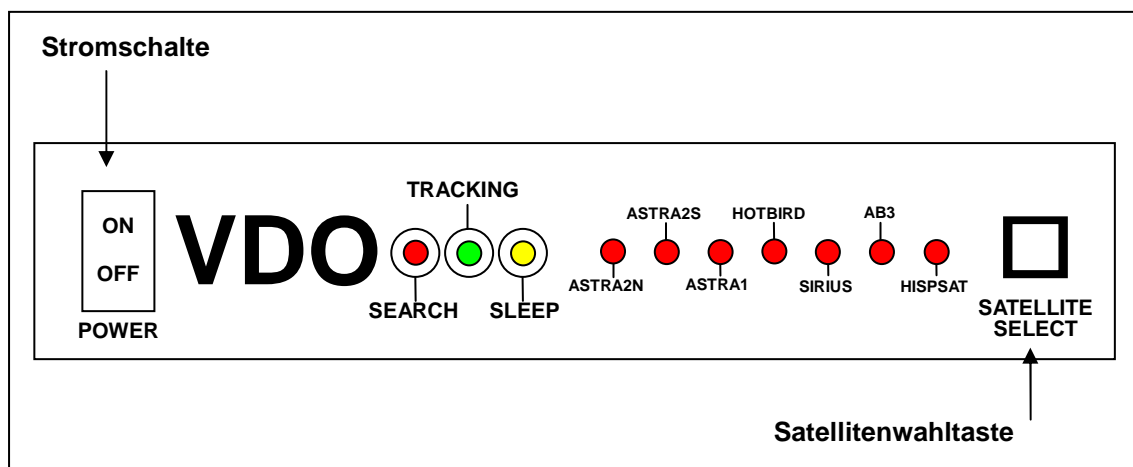 Stromschalte
ON
OFF
POWER
VDO
TRACKING
SEARCH
SLEEP
ASTRA2N
ASTRA2S
ASTRA1
HOTBIRD
SIRIUS
AB3
HISPSAT
SATELLITE
SELECT
Satellitenwahltaste